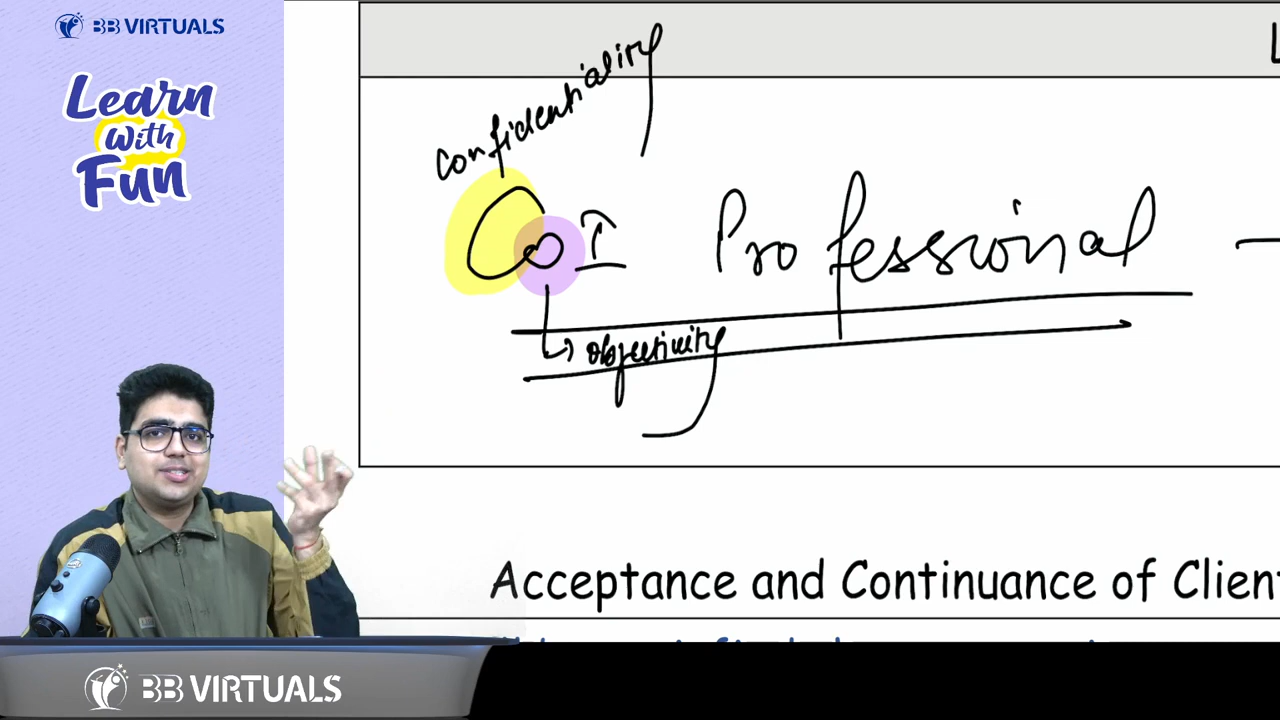 BB VIRTUALS
Learn
With
Fun
confidentiality
CoI Professional
objectivity
Acceptance and Continuance of Client
BB VIRTUALS